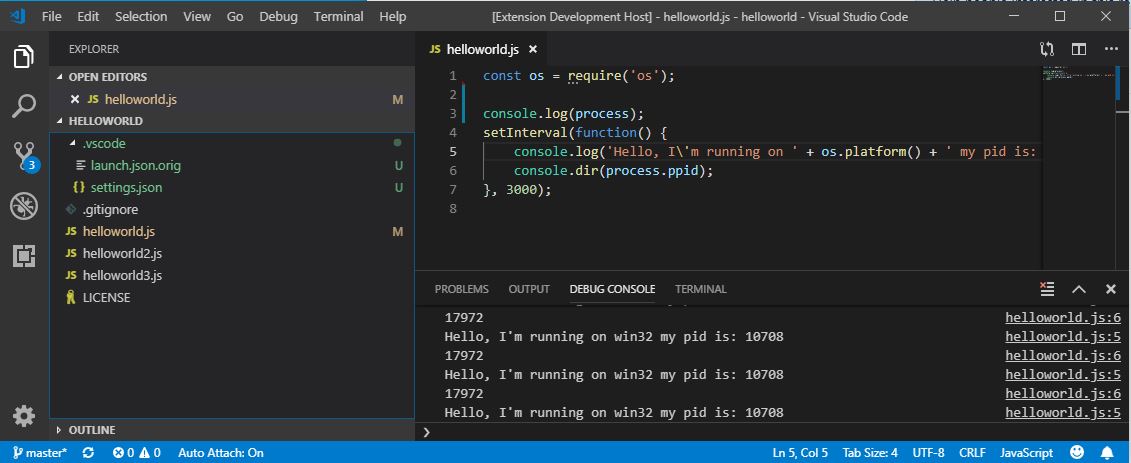 File Edit Selection View Go Debug Terminal Help [Extension Development Host] - helloworld.js - helloworld - Visual Studio Code
EXPLORER
OPEN EDITORS
JS helloworld.js M
HELLOWORLD
.vscode
launch.json.orig U
{} settings.json U
.gitignore
JS helloworld.js M
JS helloworld2.js
JS helloworld3.js
LICENSE
OUTLINE
3
JS helloworld.js
1 const os = require('os');
2
3 console.log(process);
4 setInterval(function() {
5 console.log('Hello, I\'m running on ' + os.platform() + ' my pid is:
6 console.dir(process.ppid);
7 }, 3000);
8
PROBLEMS OUTPUT DEBUG CONSOLE TERMINAL
17972 helloworld.js:6
Hello, I'm running on win32 my pid is: 10708 helloworld.js:5
17972 helloworld.js:6
Hello, I'm running on win32 my pid is: 10708 helloworld.js:5
17972 helloworld.js:6
Hello, I'm running on win32 my pid is: 10708 helloworld.js:5
master* 0 0 Auto Attach: On Ln 5, Col 5 Tab Size: 4 UTF-8 CRLF JavaScript